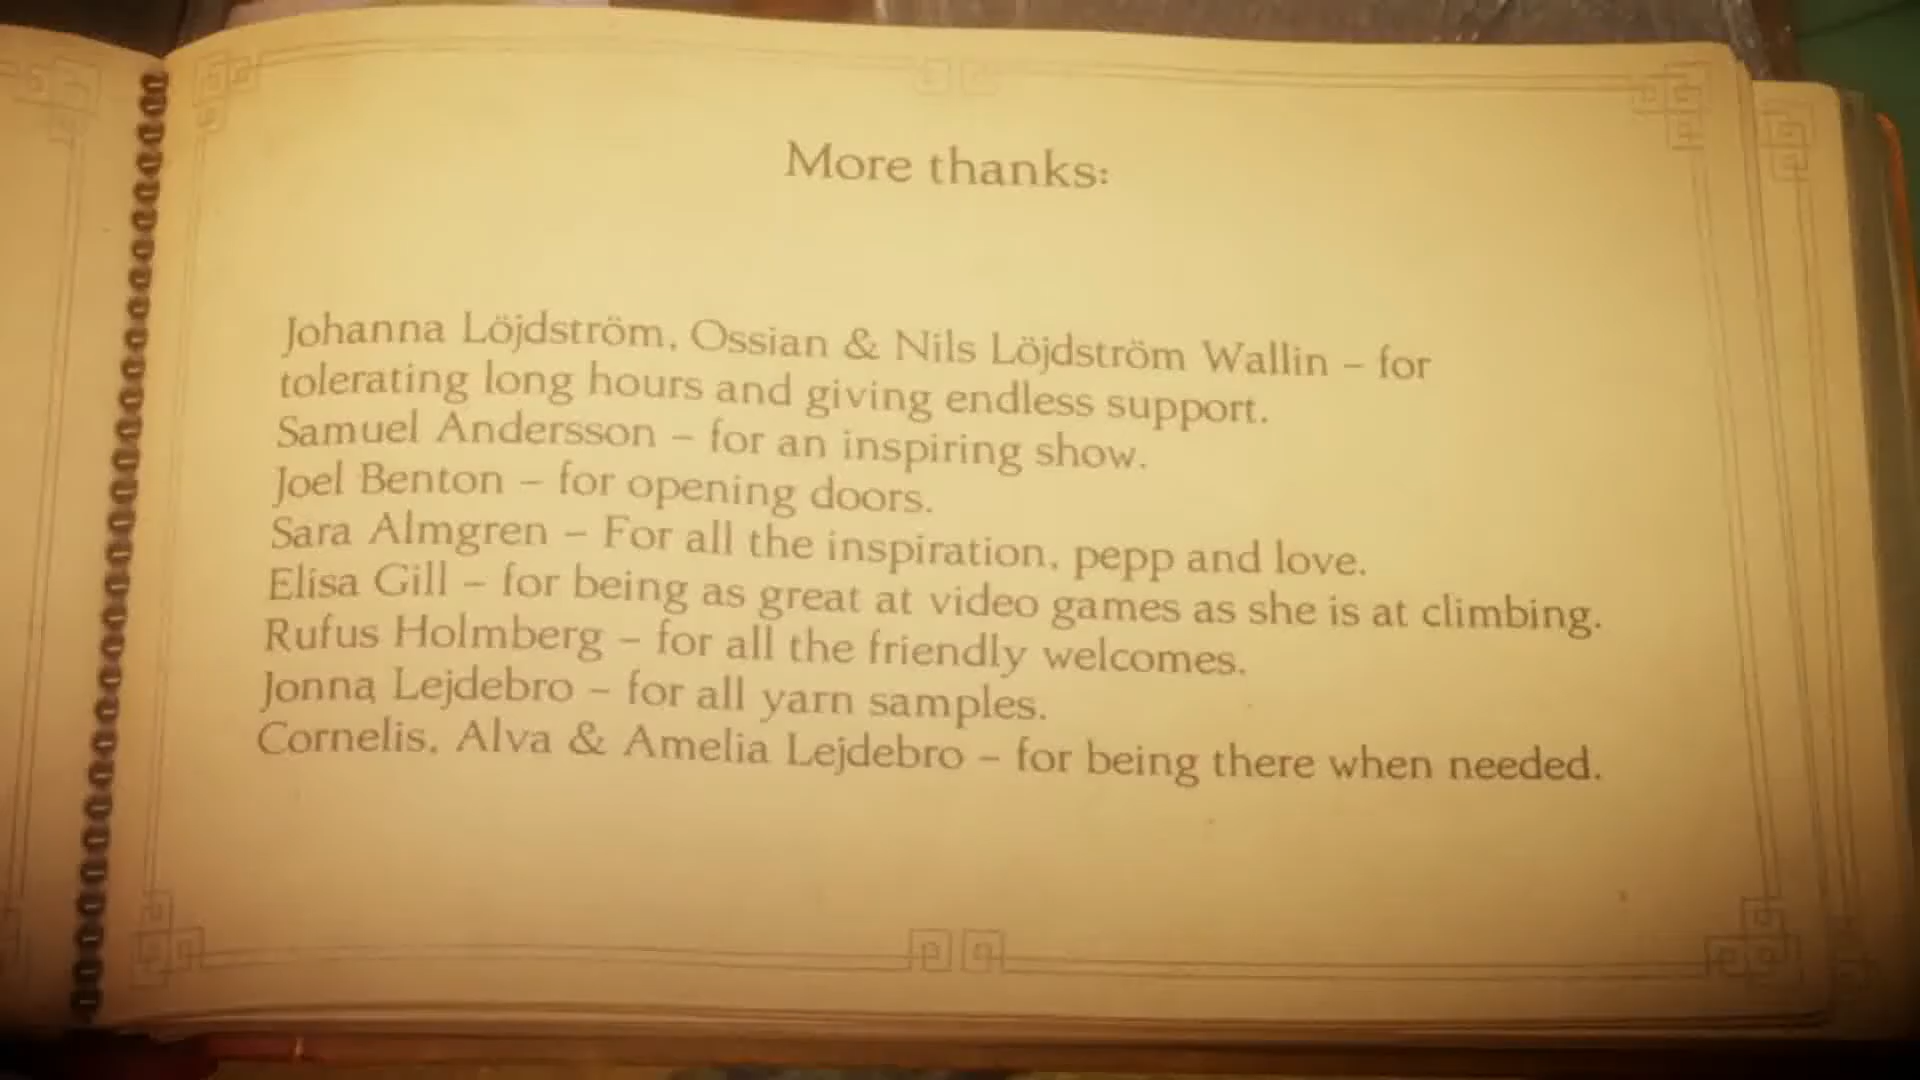 More thanks:
Johanna Löjdström, Ossian & Nils Löjdström Wallin – for
tolerating long hours and giving endless support.
Samuel Andersson – for an inspiring show.
Joel Benton – for opening doors.
Sara Almgren – For all the inspiration, pepp and love.
Elisa Gill – for being as great at video games as she is at climbing.
Rufus Holmberg – for all the friendly welcomes.
Jonna Lejdebro – for all yarn samples.
Cornelis, Alva & Amelia Lejdebro – for being there when needed.